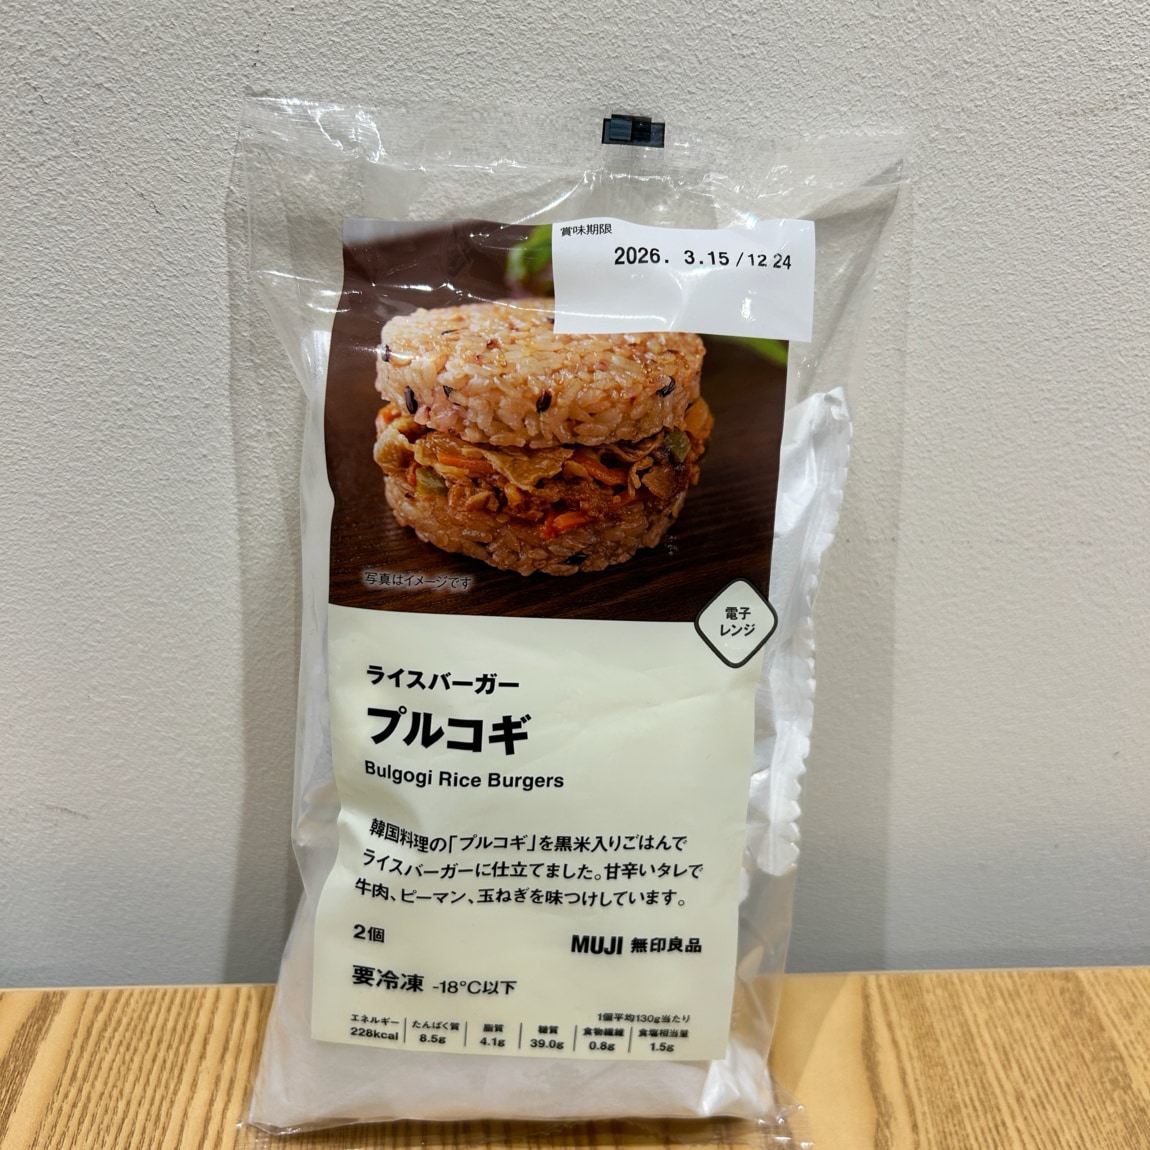 賞味期限
2026. 3.15 / 12 24
写真はイメージです
電子
レンジ
ライスバーガー
プルコギ
Bulgogi Rice Burgers
韓国料理の「プルコギ」を黒米入りごはんで
ライスバーガーに仕立てました。甘辛いタレで
牛肉、ピーマン、玉ねぎを味つけしています。
2個
MUJI 無印良品
要冷凍 -18°C以下
1個平均130g当たり
エネルギー たんぱく質 脂質 糖質 食物繊維 食塩相当量
228kcal 8.5g 4.1g 39.0g 0.8g 1.5g